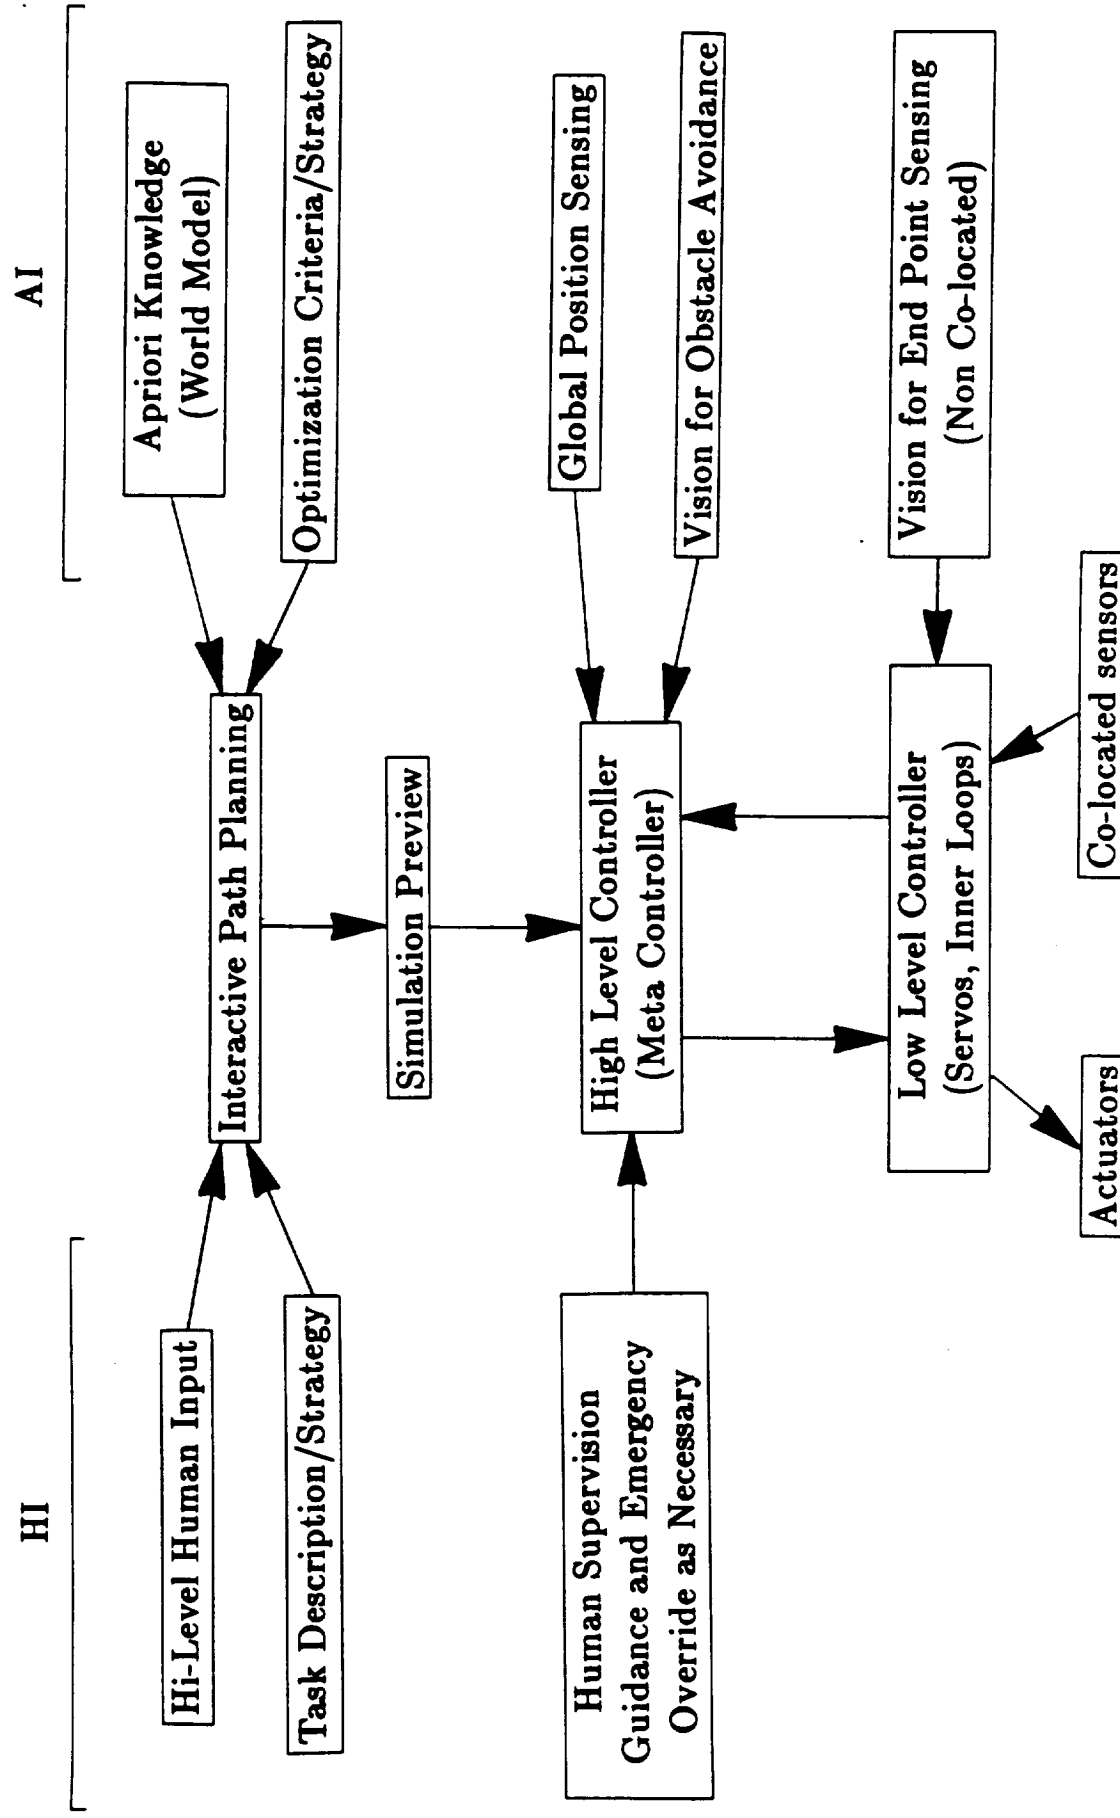 HI
AI
Hi-Level Human Input
Apriori Knowledge
(World Model)
Interactive Path Planning
Task Description/Strategy
Optimization Criteria/Strategy
Simulation Preview
Human Supervision
Guidance and Emergency
Override as Necessary
High Level Controller
(Meta Controller)
Global Position Sensing
Vision for Obstacle Avoidance
Low Level Controller
(Servos, Inner Loops)
Vision for End Point Sensing
(Non Co-located)
Actuators
Co-located sensors